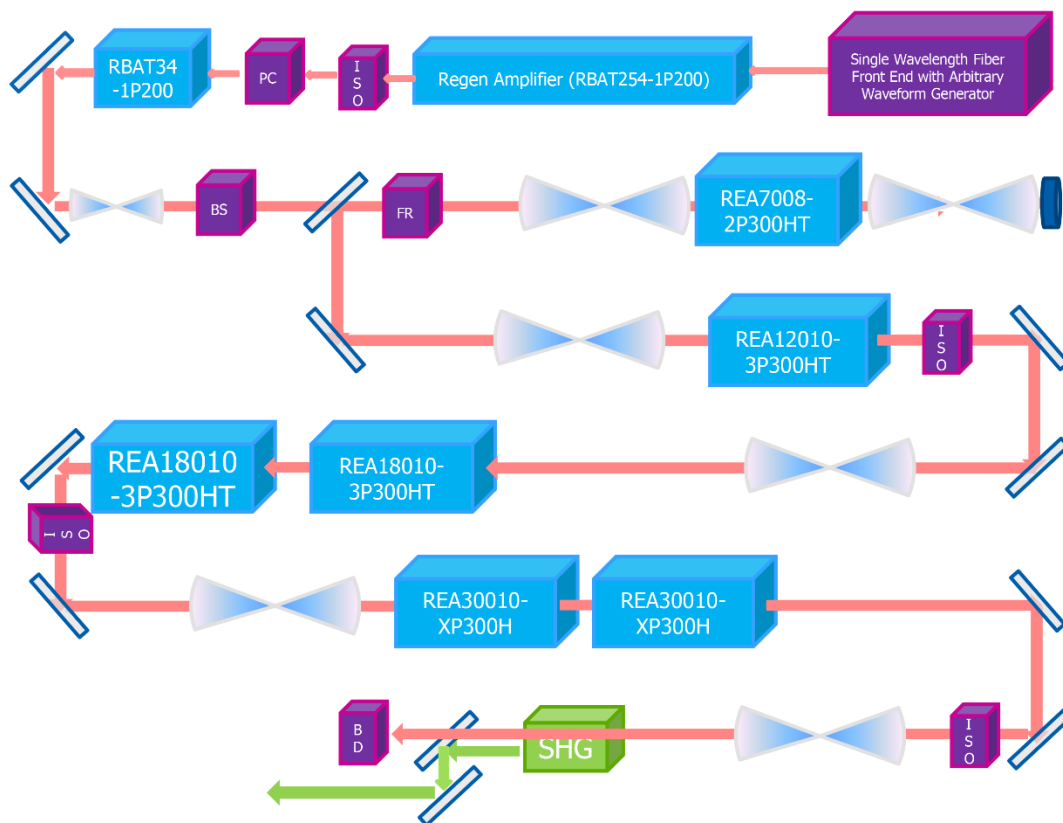 RBAT34
-1P200
PC
I
S
O
Regen Amplifier (RBAT254-1P200)
Single Wavelength Fiber
Front End with Arbitrary
Waveform Generator
BS
FR
REA7008-
2P300HT
REA12010-
3P300HT
I
S
O
REA18010
-3P300HT
REA18010-
3P300HT
I
S
O
REA30010-
XP300H
REA30010-
XP300H
B
D
SHG
I
S
O